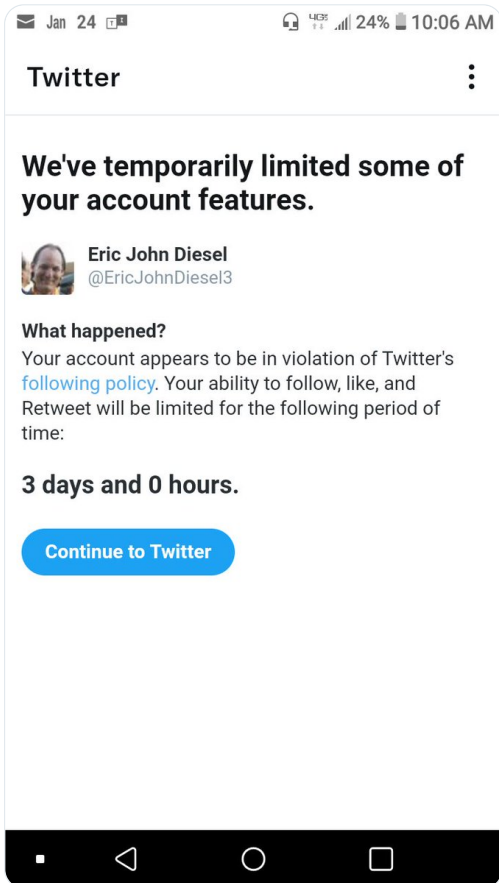 Jan 24 24% 10:06 AM
Twitter
We've temporarily limited some of
your account features.
Eric John Diesel
@EricJohnDiesel3
What happened?
Your account appears to be in violation of Twitter's
following policy. Your ability to follow, like, and
Retweet will be limited for the following period of
time:
3 days and 0 hours.
Continue to Twitter